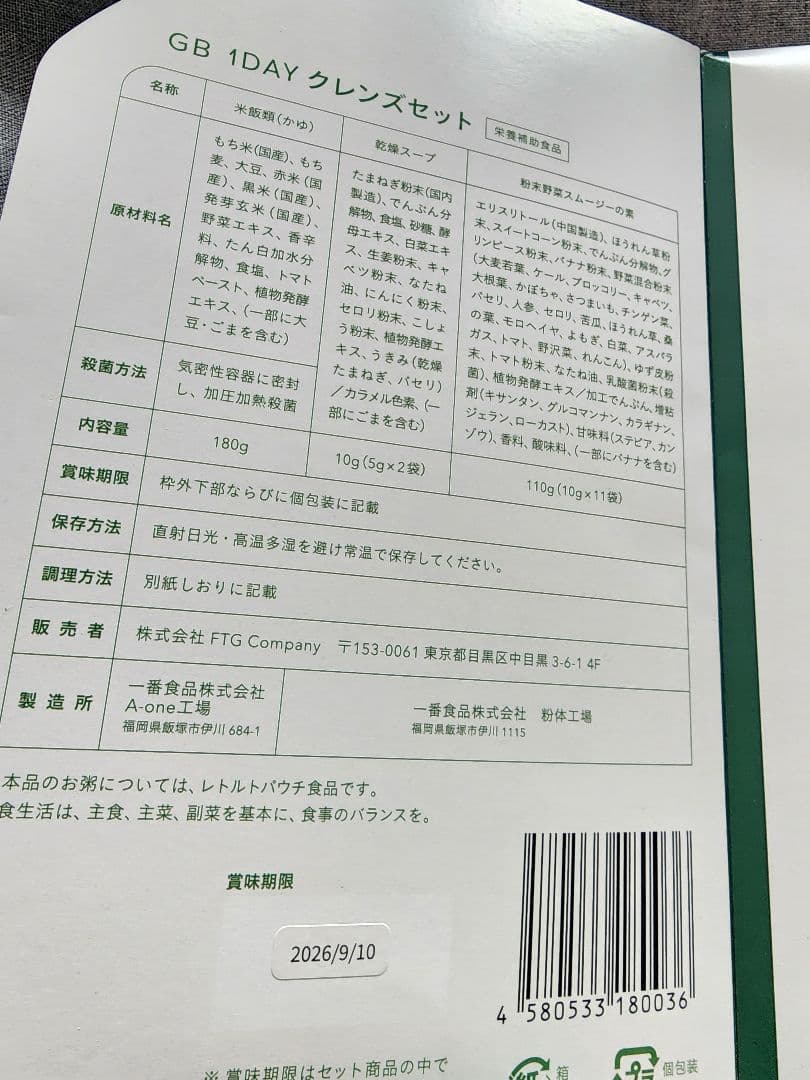 GB 1DAY クレンズセット 栄養補助食品
名称
米飯類(かゆ)
乾燥スープ
粉末野菜スムージーの素
原材料名
もち米(国産)、もち
麦、大豆、赤米(国
産)、黒米(国産)、
発芽玄米(国産)、
野菜エキス、香辛
料、たん白加水分
解物、食塩、トマト
ペースト、植物発酵
エキス、(一部に大
豆・ごまを含む)
たまねぎ粉末(国内
製造)、でんぷん分
解物、食塩、砂糖、酵
母エキス、白菜エキ
ス、生姜粉末、キャ
ベツ粉末、なたね
油、にんにく粉末、
セロリ粉末、こしょ
う粉末、植物発酵エ
キス、うきみ(乾燥
たまねぎ、パセリ)
/カラメル色素、(一
部にごまを含む)
エリスリトール(中国製造)、ほうれん草粉
末、スイートコーン粉末、でんぷん分解物、グ
リンピース粉末、バナナ粉末、野菜混合粉末
(大麦若葉、ケール、ブロッコリー、キャベツ、
大根葉、かぼちゃ、さつまいも、チンゲン菜、
パセリ、人参、セロリ、苦瓜、ほうれん草、桑
の葉、モロヘイヤ、よもぎ、白菜、アスパラ
ガス、トマト、野沢菜、れんこん)、ゆず皮粉
末、トマト粉末、なたね油、乳酸菌粉末(殺
菌)、植物発酵エキス/加工でんぷん、増粘
剤(キサンタン、グルコマンナン、カラギナン、
ジェラン、ローカスト)、甘味料(ステビア、カン
ゾウ)、香料、酸味料、(一部にバナナを含む)
殺菌方法
気密性容器に密封
し、加圧加熱殺菌
内容量
180g
10g(5g×2袋)
110g(10g×11袋)
賞味期限
枠外下部ならびに個包装に記載
保存方法
直射日光・高温多湿を避け常温で保存してください。
調理方法
別紙しおりに記載
販売者
株式会社 FTG Company 〒153-0061 東京都目黒区中目黒 3-6-1 4F
製造所
一番食品株式会社
A-one工場
福岡県飯塚市伊川 684-1
一番食品株式会社 粉体工場
福岡県飯塚市伊川 1115
本品のお粥については、レトルトパウチ食品です。
食生活は、主食、主菜、副菜を基本に、食事のバランスを。
賞味期限
2026/9/10
4 580533 180036
※ 賞味期限はセット商品の中で
紙 箱
プラ 個包装